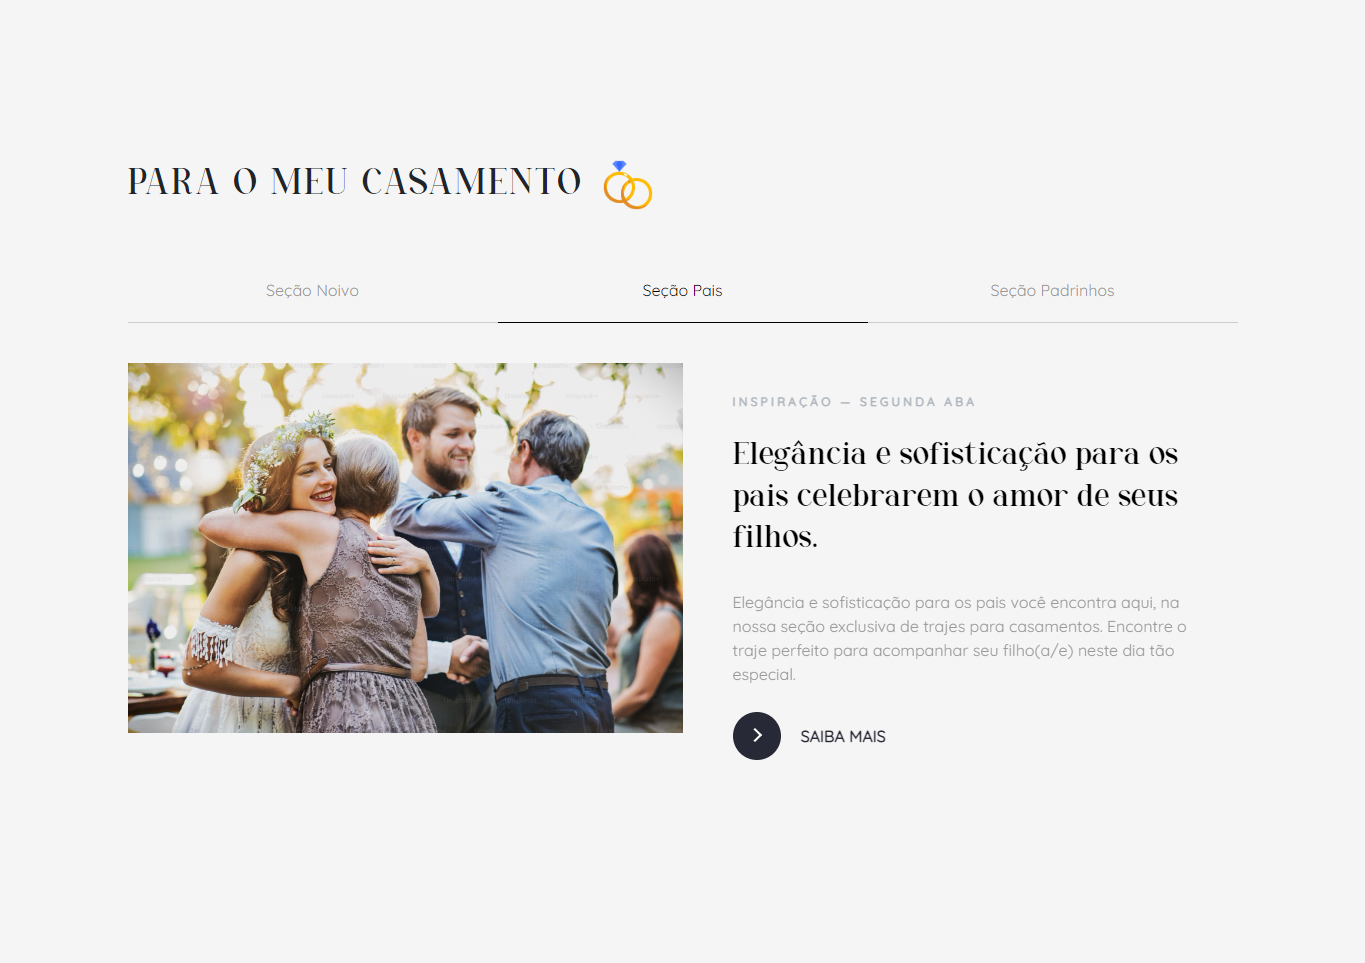 PARA O MEU CASAMENTO
Seção Noivo
Seção Pais
Seção Padrinhos
INSPIRAÇÃO — SEGUNDA ABA
Elegância e sofisticação para os
pais celebrarem o amor de seus
filhos.
Elegância e sofisticação para os pais você encontra aqui, na
nossa seção exclusiva de trajes para casamentos. Encontre o
traje perfeito para acompanhar seu filho(a/e) neste dia tão
especial.
SAIBA MAIS